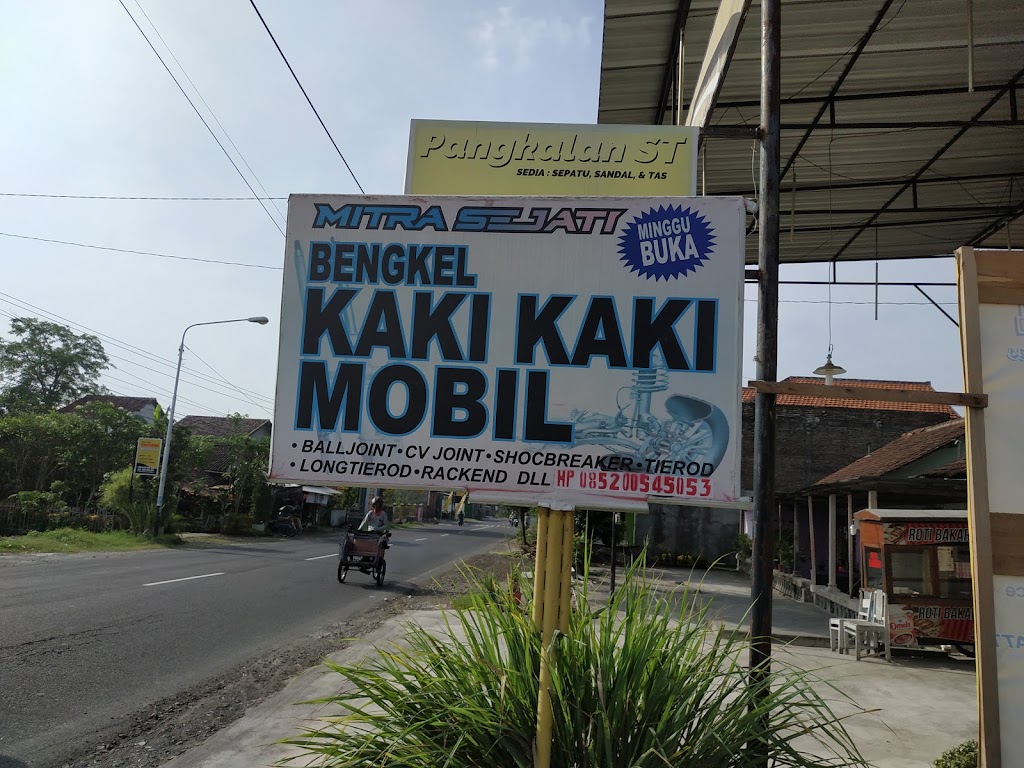 Pangkalan ST
SEDIA : SEPATU, SANDAL, & TAS
MITRA SEJATI
MINGGU
BUKA
BENGKEL
KAKI KAKI
MOBIL
• BALLJOINT • CV JOINT • SHOCBREAKER • TIEROD
• LONGTIEROD • RACKEND DLL HP 085200545053
ROTI BAKAR
ROTI BAKA